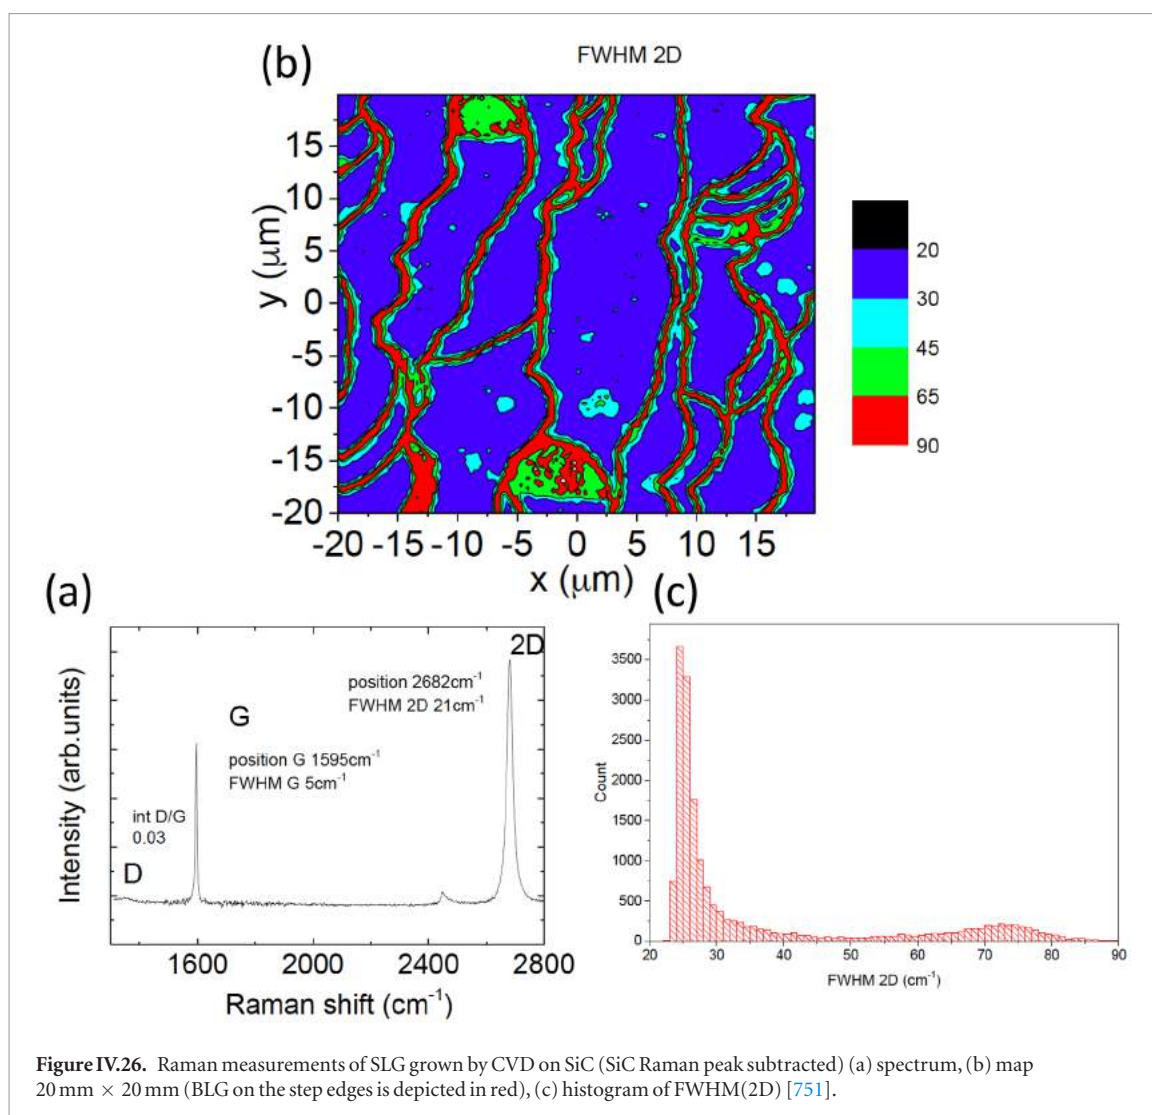 (b)
FWHM 2D
15
10
5
0
-5
-10
-15
-20
y (μm)
-20 -15 -10 -5 0 5 10 15
x (μm)
20
30
45
65
90
(a)
2D
position 2682cm⁻¹
FWHM 2D 21cm⁻¹
G
position G 1595cm⁻¹
FWHM G 5cm⁻¹
int D/G
0.03
D
Intensity (arb.units)
1600 2000 2400 2800
Raman shift (cm⁻¹)
(c)
3500
3000
2500
2000
1500
1000
500
0
Count
20 30 40 50 60 70 80 90
FWHM 2D (cm⁻¹)
Figure IV.26. Raman measurements of SLG grown by CVD on SiC (SiC Raman peak subtracted) (a) spectrum, (b) map
20 mm × 20 mm (BLG on the step edges is depicted in red), (c) histogram of FWHM(2D) [751].